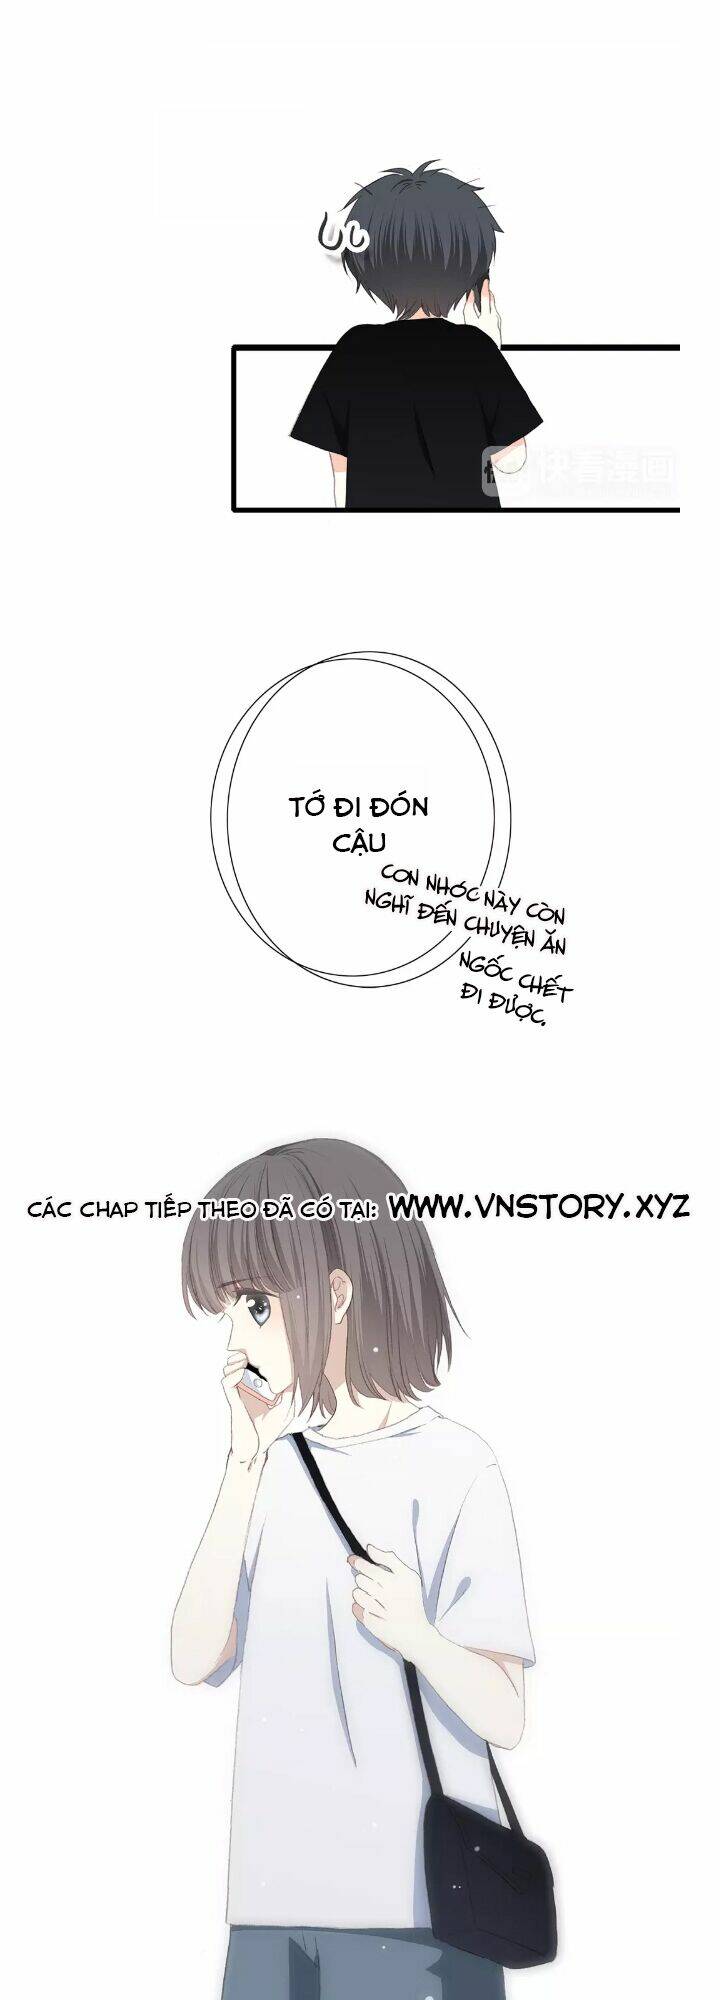 快看漫画
TỚ ĐI ĐÓN
CẬU
CON NHÓC NÀY CÒN
NGHĨ ĐẾN CHUYỆN ĂN
NGỐC CHẾT
ĐI ĐƯỢC.
CÁC CHAP TIẾP THEO ĐÃ CÓ TẠI: WWW.VNSTORY.XYZ